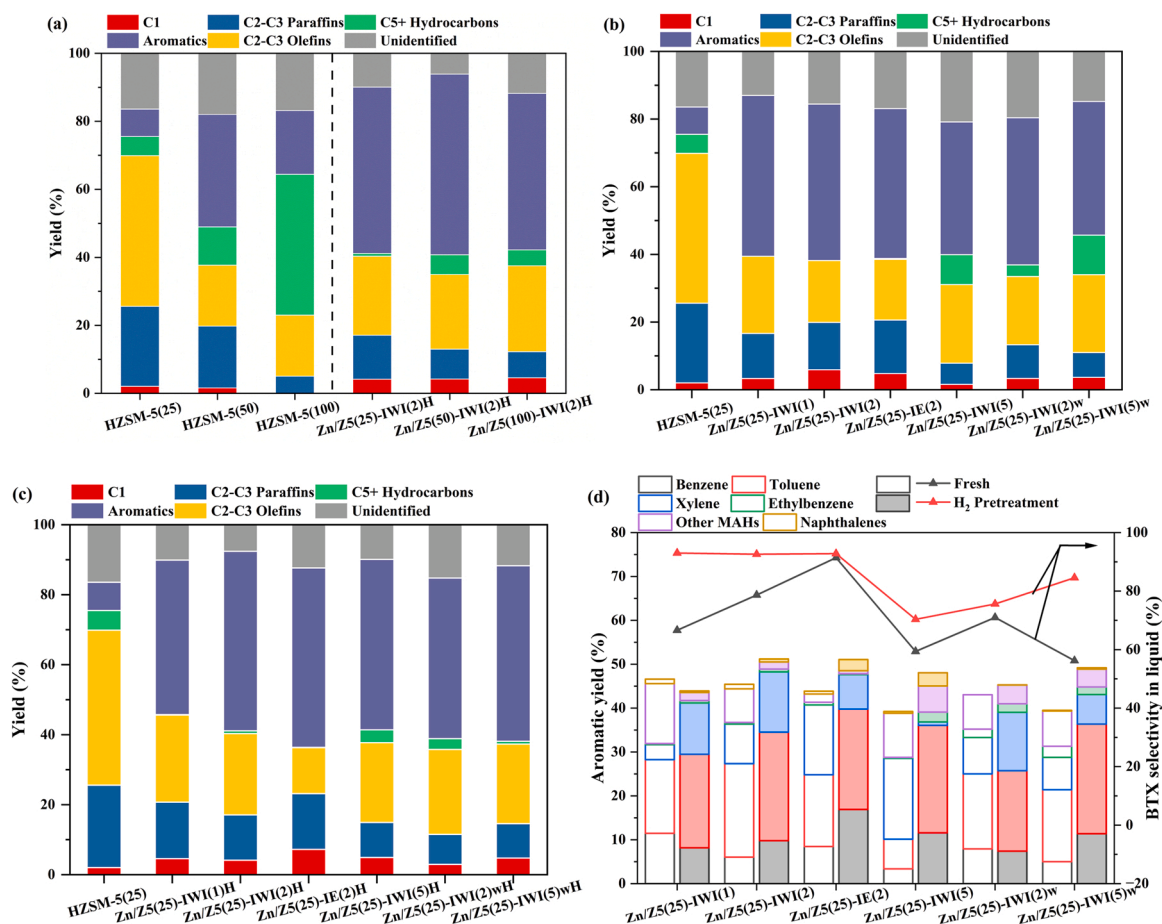 (a)
C1
C2-C3 Paraffins
C5+ Hydrocarbons
Aromatics
C2-C3 Olefins
Unidentified
Yield (%)
100
80
60
40
20
0
HZSM-5(25)
HZSM-5(50)
HZSM-5(100)
Zn/Z5(25)-IWI(2)H
Zn/Z5(50)-IWI(2)H
Zn/Z5(100)-IWI(2)H
(b)
C1
C2-C3 Paraffins
C5+ Hydrocarbons
Aromatics
C2-C3 Olefins
Unidentified
Yield (%)
100
80
60
40
20
0
HZSM-5(25)
Zn/Z5(25)-IWI(1)
Zn/Z5(25)-IWI(2)
Zn/Z5(25)-IE(2)
Zn/Z5(25)-IWI(5)
Zn/Z5(25)-IWI(2)w
Zn/Z5(25)-IWI(5)w
(c)
C1
C2-C3 Paraffins
C5+ Hydrocarbons
Aromatics
C2-C3 Olefins
Unidentified
Yield (%)
100
80
60
40
20
0
HZSM-5(25)
Zn/Z5(25)-IWI(1)H
Zn/Z5(25)-IWI(2)H
Zn/Z5(25)-IE(2)H
Zn/Z5(25)-IWI(5)H
Zn/Z5(25)-IWI(2)wH
Zn/Z5(25)-IWI(5)wH
(d)
Benzene
Toluene
Fresh
Xylene
Ethylbenzene
H2 Pretreatment
Other MAHs
Naphthalenes
Aromatic yield (%)
80
70
60
50
40
30
20
10
0
BTX selectivity in liquid (%)
100
80
60
40
20
0
−20
Zn/Z5(25)-IWI(1)
Zn/Z5(25)-IWI(2)
Zn/Z5(25)-IE(2)
Zn/Z5(25)-IWI(5)
Zn/Z5(25)-IWI(2)w
Zn/Z5(25)-IWI(5)w